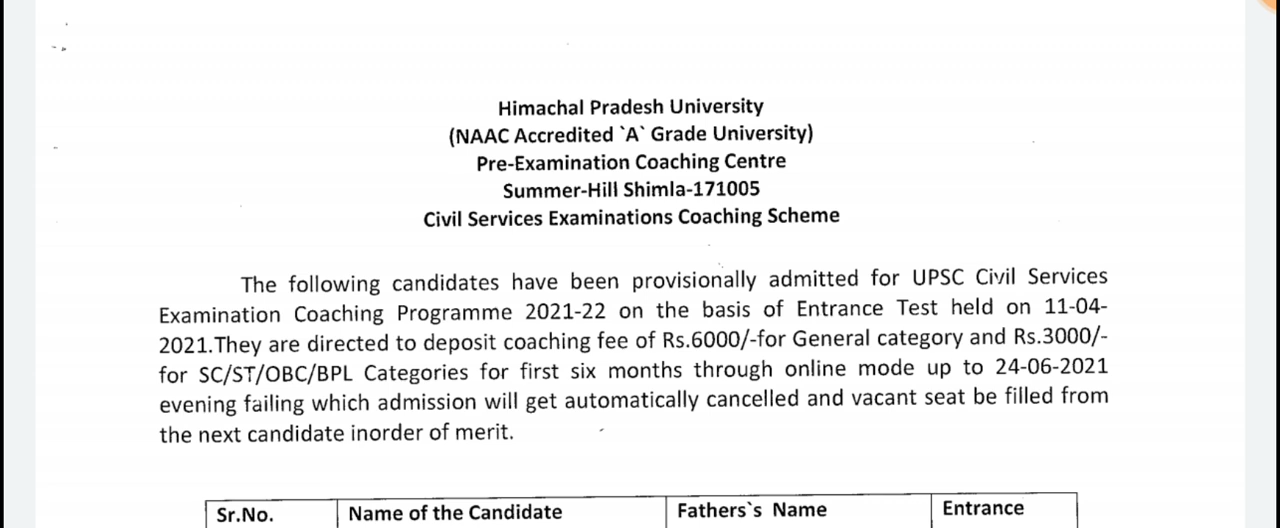 Himachal Pradesh University
(NAAC Accredited `A` Grade University)
Pre-Examination Coaching Centre
Summer-Hill Shimla-171005
Civil Services Examinations Coaching Scheme
The following candidates have been provisionally admitted for UPSC Civil Services
Examination Coaching Programme 2021-22 on the basis of Entrance Test held on 11-04-
2021.They are directed to deposit coaching fee of Rs.6000/-for General category and Rs.3000/-
for SC/ST/OBC/BPL Categories for first six months through online mode up to 24-06-2021
evening failing which admission will get automatically cancelled and vacant seat be filled from
the next candidate inorder of merit.
Sr.No. Name of the Candidate Fathers`s Name Entrance